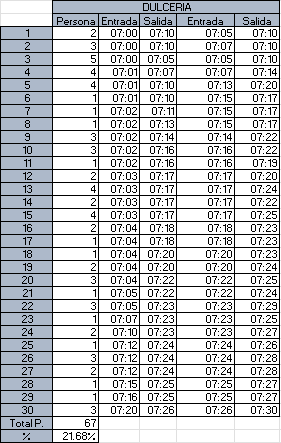 DULCERIA
Persona Entrada Salida Entrada Salida
1 2 07:00 07:10 07:05 07:10
2 3 07:00 07:10 07:07 07:10
3 5 07:00 07:05 07:05 07:10
4 4 07:01 07:07 07:07 07:14
5 4 07:01 07:10 07:13 07:20
6 1 07:01 07:10 07:15 07:17
7 1 07:02 07:11 07:15 07:17
8 1 07:02 07:13 07:15 07:17
9 3 07:02 07:14 07:14 07:22
10 3 07:02 07:16 07:16 07:22
11 1 07:02 07:16 07:16 07:19
12 2 07:03 07:17 07:17 07:20
13 4 07:03 07:17 07:17 07:24
14 2 07:03 07:17 07:17 07:22
15 4 07:03 07:17 07:17 07:25
16 2 07:04 07:18 07:18 07:23
17 1 07:04 07:18 07:18 07:23
18 1 07:04 07:20 07:20 07:23
19 2 07:04 07:20 07:20 07:24
20 3 07:04 07:22 07:22 07:25
21 1 07:05 07:22 07:22 07:24
22 3 07:05 07:23 07:23 07:29
23 1 07:07 07:23 07:23 07:24
24 2 07:10 07:23 07:23 07:27
25 1 07:12 07:24 07:24 07:26
26 3 07:12 07:24 07:24 07:28
27 2 07:12 07:24 07:24 07:28
28 1 07:15 07:25 07:25 07:27
29 1 07:16 07:25 07:25 07:27
30 3 07:20 07:26 07:26 07:30
Total P. 67
% 21.68%